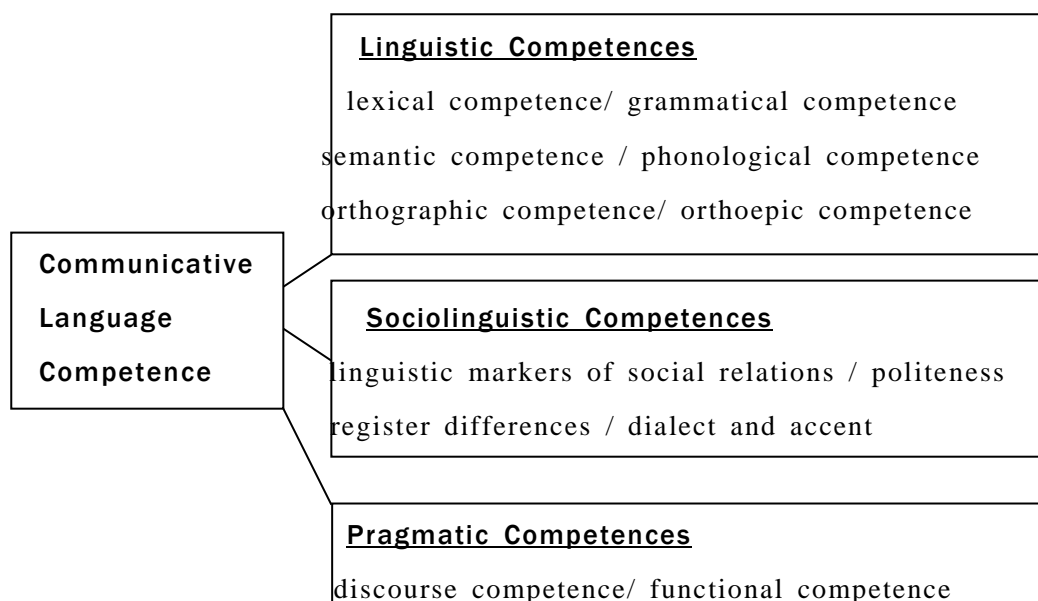 Linguistic Competences
lexical competence/ grammatical competence
semantic competence / phonological competence
orthographic competence/ orthoepic competence
Communicative
Language
Competence
Sociolinguistic Competences
linguistic markers of social relations / politeness
register differences / dialect and accent
Pragmatic Competences
discourse competence/ functional competence